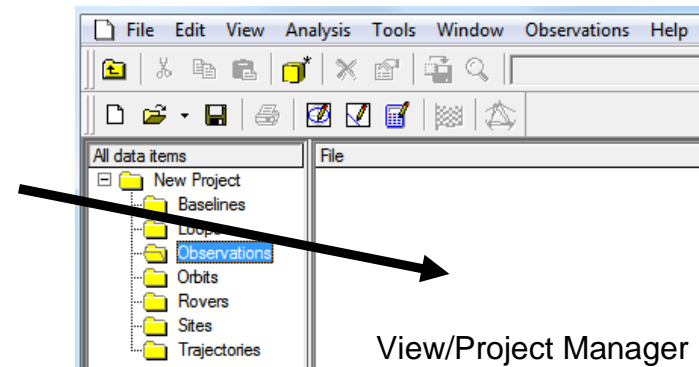 File Edit View Analysis Tools Window Observations Help
All data items File
New Project
Baselines
Loops
Observations
Orbits
Rovers
Sites
Trajectories
View/Project Manager